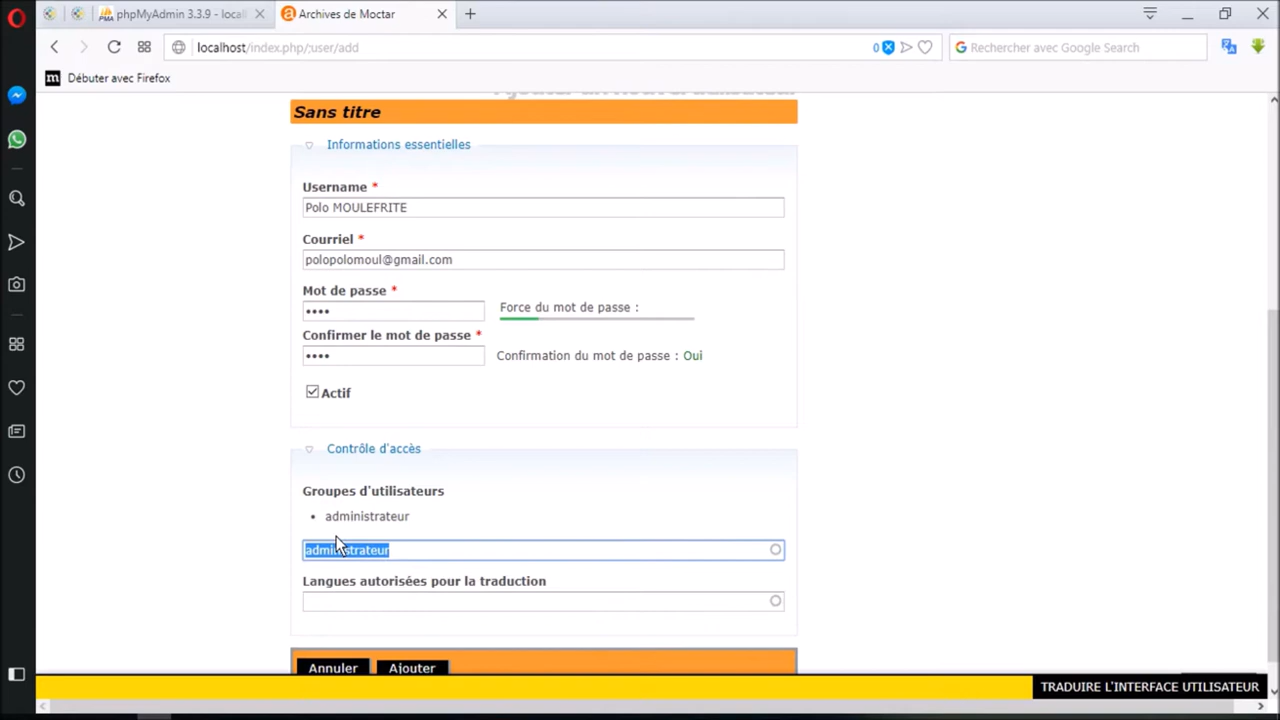 phpMyAdmin 3.3.9 - local
Archives de Moctar
localhost/index.php/;user/add
0
Rechercher avec Google Search
m
Débuter avec Firefox
Sans titre
Informations essentielles
Username *
Polo MOULEFRITE
Courriel *
polopolomoul@gmail.com
Mot de passe *
••••
Force du mot de passe :
Confirmer le mot de passe *
••••
Confirmation du mot de passe : Oui
Actif
Contrôle d'accès
Groupes d'utilisateurs
• administrateur
administrateur
Langues autorisées pour la traduction
Annuler
Ajouter
TRADUIRE L'INTERFACE UTILISATEUR